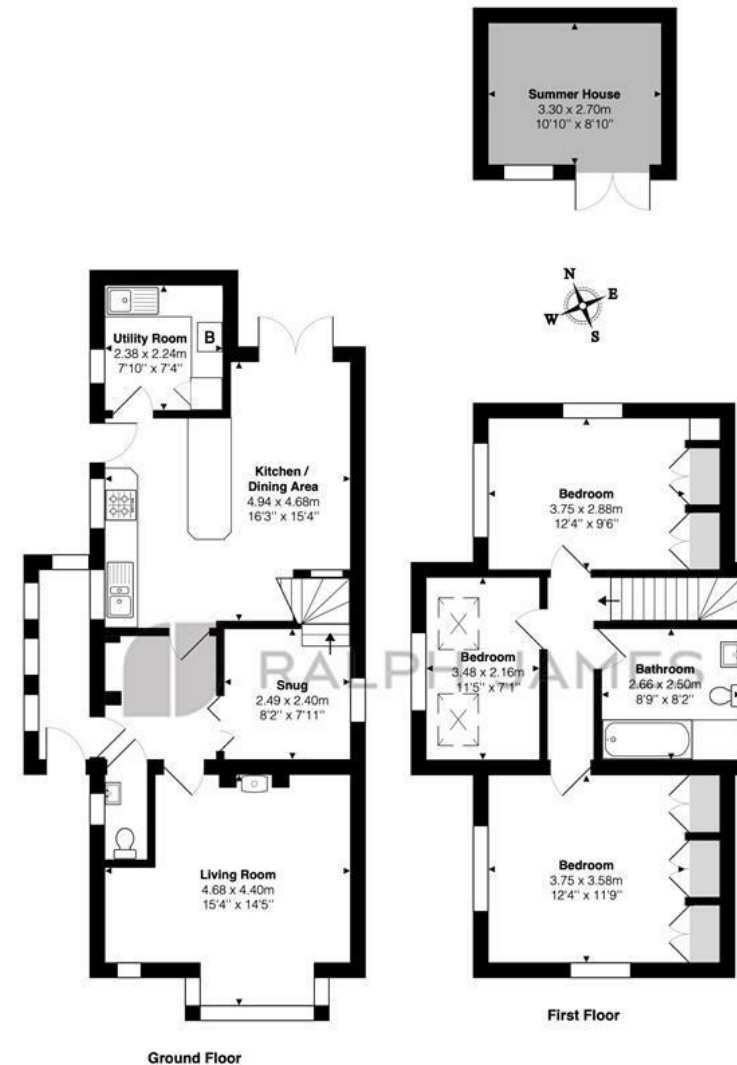 Summer House
3.30 x 2.70m
10'10" x 8'10"
N
E
W
S
Utility Room
2.38 x 2.24m
7'10" x 7'4"
B
Kitchen /
Dining Area
4.94 x 4.68m
16'3" x 15'4"
Snug
2.49 x 2.40m
8'2" x 7'11"
Living Room
4.68 x 4.40m
15'4" x 14'5"
Ground Floor
Bedroom
3.75 x 2.88m
12'4" x 9'6"
Bedroom
3.48 x 2.16m
11'5" x 7'1"
Bathroom
2.66 x 2.50m
8'9" x 8'2"
Bedroom
3.75 x 3.58m
12'4" x 11'9"
First Floor
RALPH JAMES